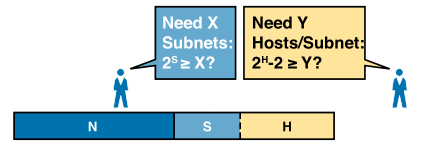 Need X
Subnets:
2ˢ ≥ X?
Need Y
Hosts/Subnet:
2ᴴ-2 ≥ Y?
N
S
H